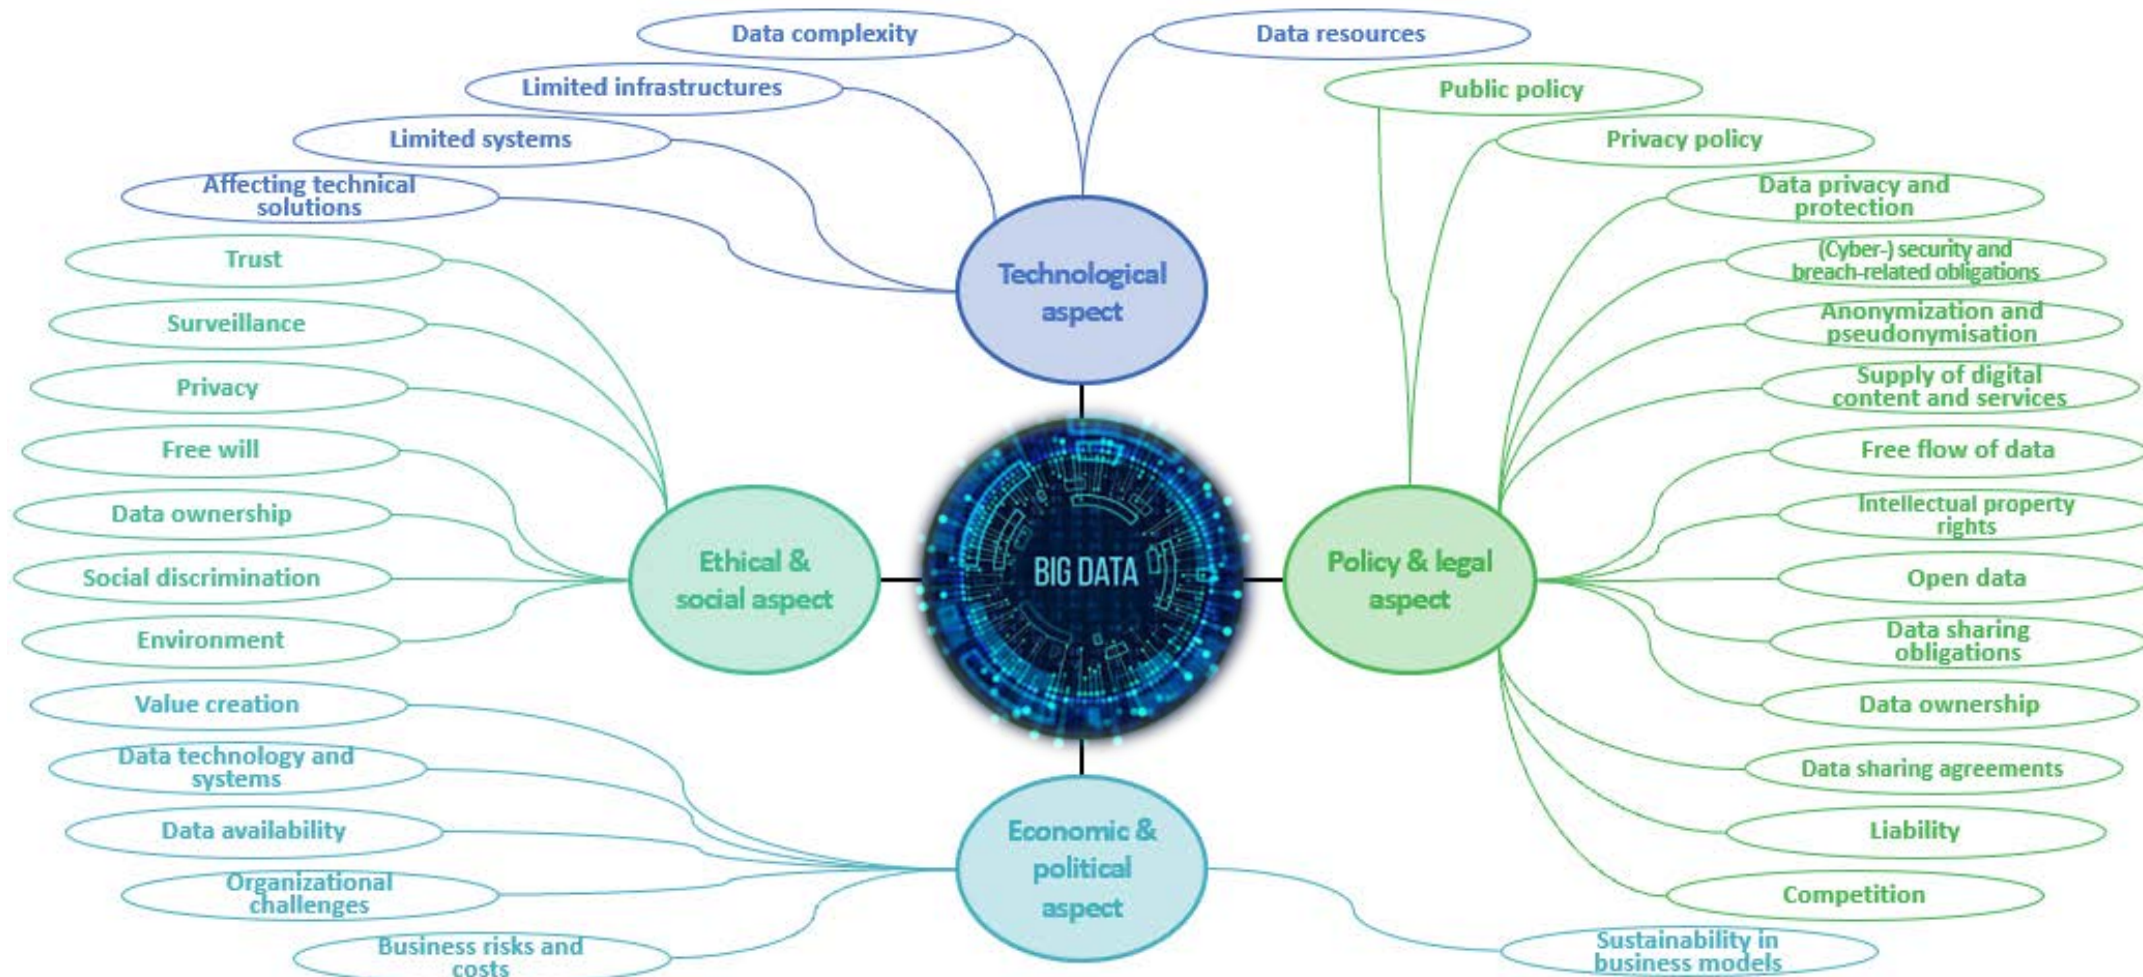 Data complexity
Data resources
Limited infrastructures
Public policy
Limited systems
Privacy policy
Affecting technical
solutions
Data privacy and
protection
Trust
(Cyber-) security and
breach-related obligations
Technological
aspect
Surveillance
Anonymization and
pseudonymisation
Privacy
Supply of digital
content and services
Free will
Free flow of data
Data ownership
Intellectual property
rights
Ethical &
social aspect
BIG DATA
Policy & legal
aspect
Social discrimination
Open data
Environment
Data sharing
obligations
Value creation
Data ownership
Data technology and
systems
Data sharing agreements
Data availability
Economic &
political
aspect
Liability
Organizational
challenges
Competition
Business risks and
costs
Sustainability in
business models